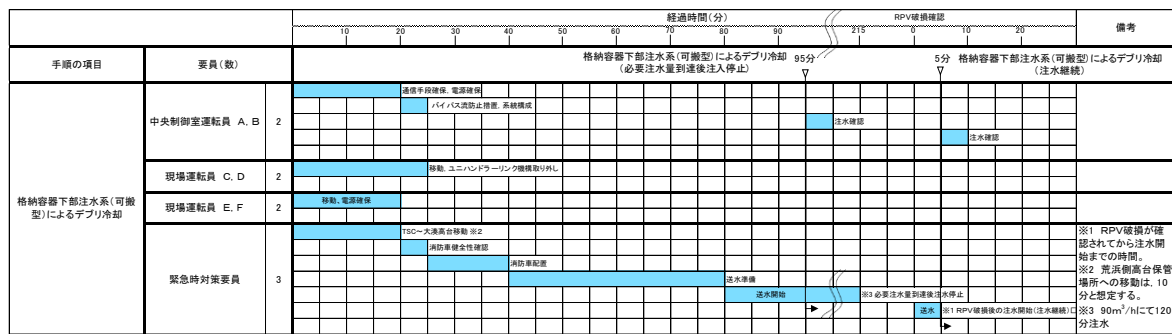 経過時間(分)
RPV破損確認
備考
10 20 30 40 50 60 70 80 90 215 0 10 20
手順の項目
要員(数)
格納容器下部注水系(可搬型)によるデブリ冷却
(必要注水量到達後注入停止)
95分
5分
格納容器下部注水系(可搬型)によるデブリ冷却
(注水継続)
格納容器下部注水系(可搬
型)によるデブリ冷却
中央制御室運転員 A, B
2
通信手段確保, 電源確保
バイパス流防止措置, 系統構成
注水確認
注水確認
現場運転員 C, D
2
移動, ユニハンドラーリンク機構取り外し
現場運転員 E, F
2
移動、電源確保
緊急時対策要員
3
TSC～大湊高台移動 ※2
消防車健全性確認
消防車配置
送水準備
送水開始
※3 必要注水量到達後注水停止
送水
※1 RPV破損後の注水開始(注水継続)
※1 RPV破損が確
認されてから注水開
始までの時間。
※2 荒浜側高台保管
場所への移動は, 10
分と想定する。
※3 90m³/hにて120
分注水